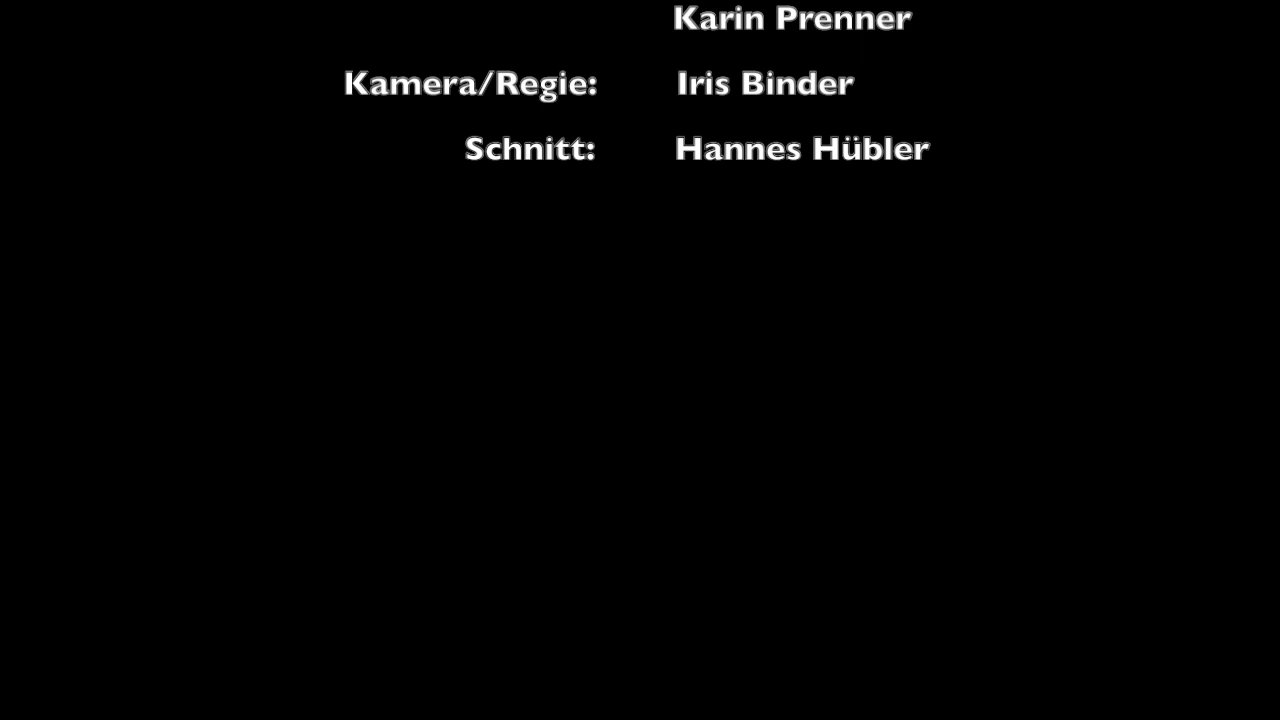 Karin Prenner
Kamera/Regie: Iris Binder
Schnitt: Hannes Hübler